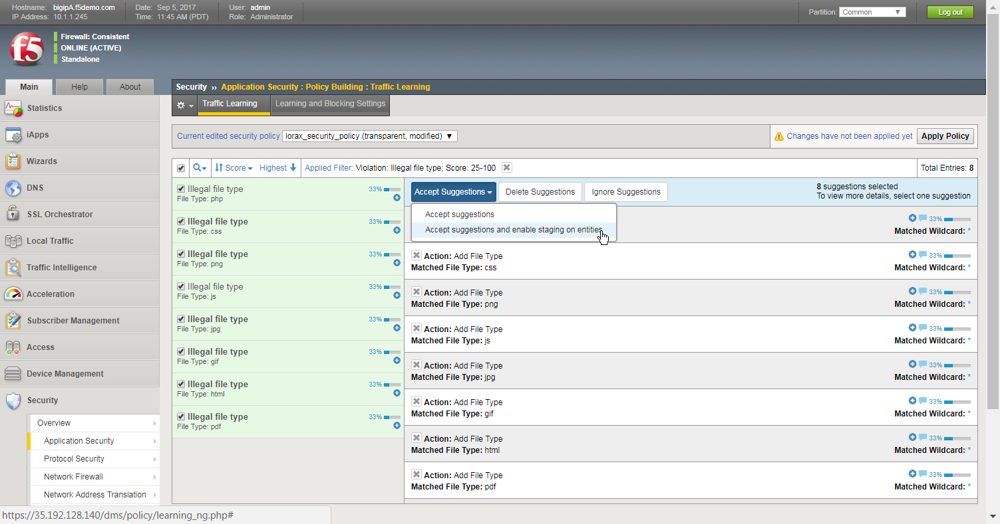 Hostname: bigipA.f5demo.com Date: Sep 5, 2017 User: admin
IP Address: 10.1.1.245 Time: 11:45 AM (PDT) Role: Administrator
Partition: Common Log out
f5
Firewall: Consistent
ONLINE (ACTIVE)
Standalone
Main Help About
Security ›› Application Security : Policy Building : Traffic Learning
Traffic Learning Learning and Blocking Settings
Statistics
iApps
Wizards
DNS
SSL Orchestrator
Local Traffic
Traffic Intelligence
Acceleration
Subscriber Management
Access
Device Management
Security
Overview
Application Security
Protocol Security
Network Firewall
Network Address Translation
Current edited security policy lorax_security_policy (transparent, modified) Changes have not been applied yet Apply Policy
Score Highest Applied Filter: Violation: Illegal file type; Score: 25-100 Total Entries: 8
Illegal file type 33%
File Type: php
Illegal file type 33%
File Type: css
Illegal file type 33%
File Type: png
Illegal file type 33%
File Type: js
Illegal file type 33%
File Type: jpg
Illegal file type 33%
File Type: gif
Illegal file type 33%
File Type: html
Illegal file type 33%
File Type: pdf
Accept Suggestions Delete Suggestions Ignore Suggestions
8 suggestions selected
To view more details, select one suggestion
Accept suggestions
Accept suggestions and enable staging on entities
33%
Matched Wildcard: *
Action: Add File Type 33%
Matched File Type: css Matched Wildcard: *
Action: Add File Type 33%
Matched File Type: png Matched Wildcard: *
Action: Add File Type 33%
Matched File Type: js Matched Wildcard: *
Action: Add File Type 33%
Matched File Type: jpg Matched Wildcard: *
Action: Add File Type 33%
Matched File Type: gif Matched Wildcard: *
Action: Add File Type 33%
Matched File Type: html Matched Wildcard: *
Action: Add File Type 33%
Matched File Type: pdf Matched Wildcard: *
https://35.192.128.140/dms/policy/learning_ng.php#